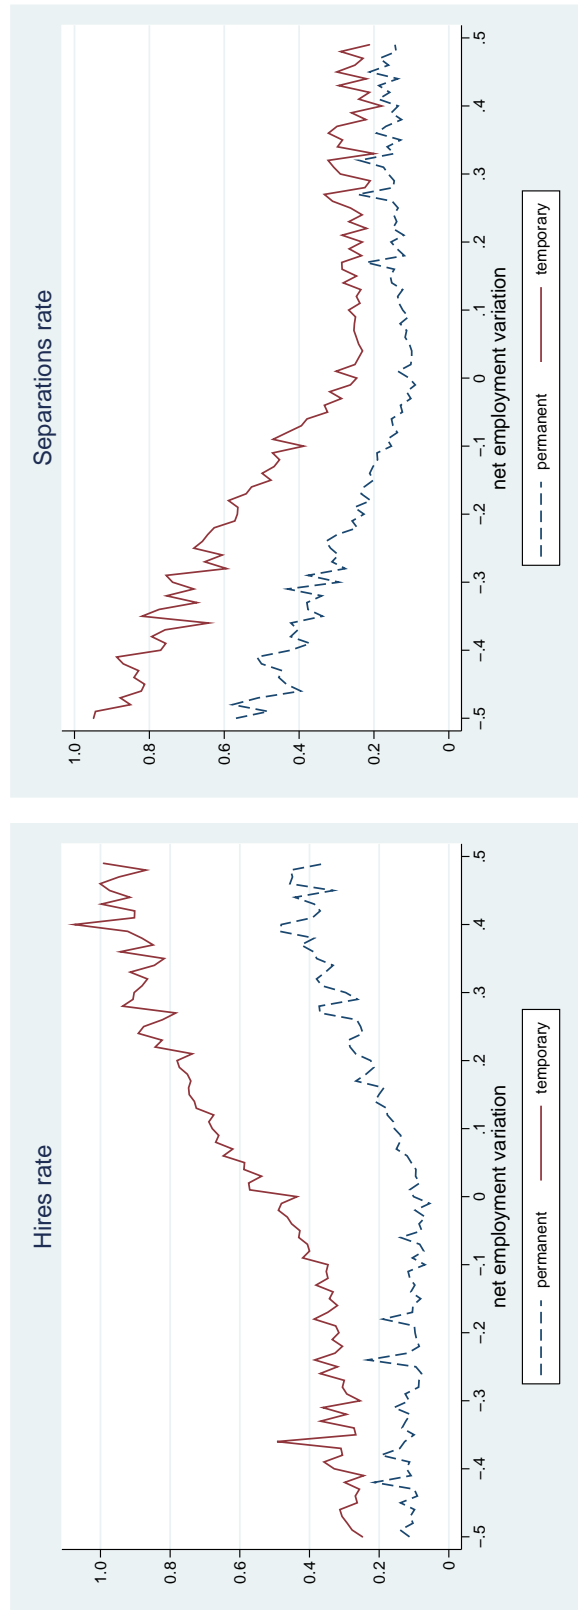 Hires rate
1.0
0.8
0.6
0.4
0.2
0
-.5 -.4 -.3 -.2 -.1 0 .1 .2 .3 .4 .5
net employment variation
permanent temporary
Separations rate
1.0
0.8
0.6
0.4
0.2
0
-.5 -.4 -.3 -.2 -.1 0 .1 .2 .3 .4 .5
net employment variation
permanent temporary